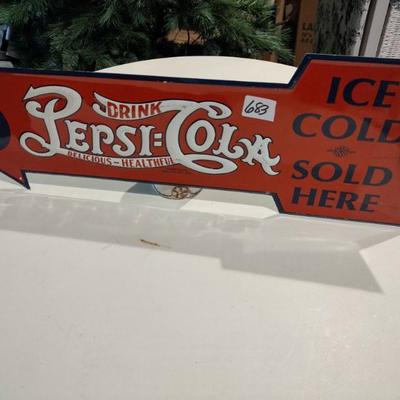 DRINK
PEPSI=COLA
DELICIOUS~HEALTHFUL
683
ICE
COLD
SOLD
HERE